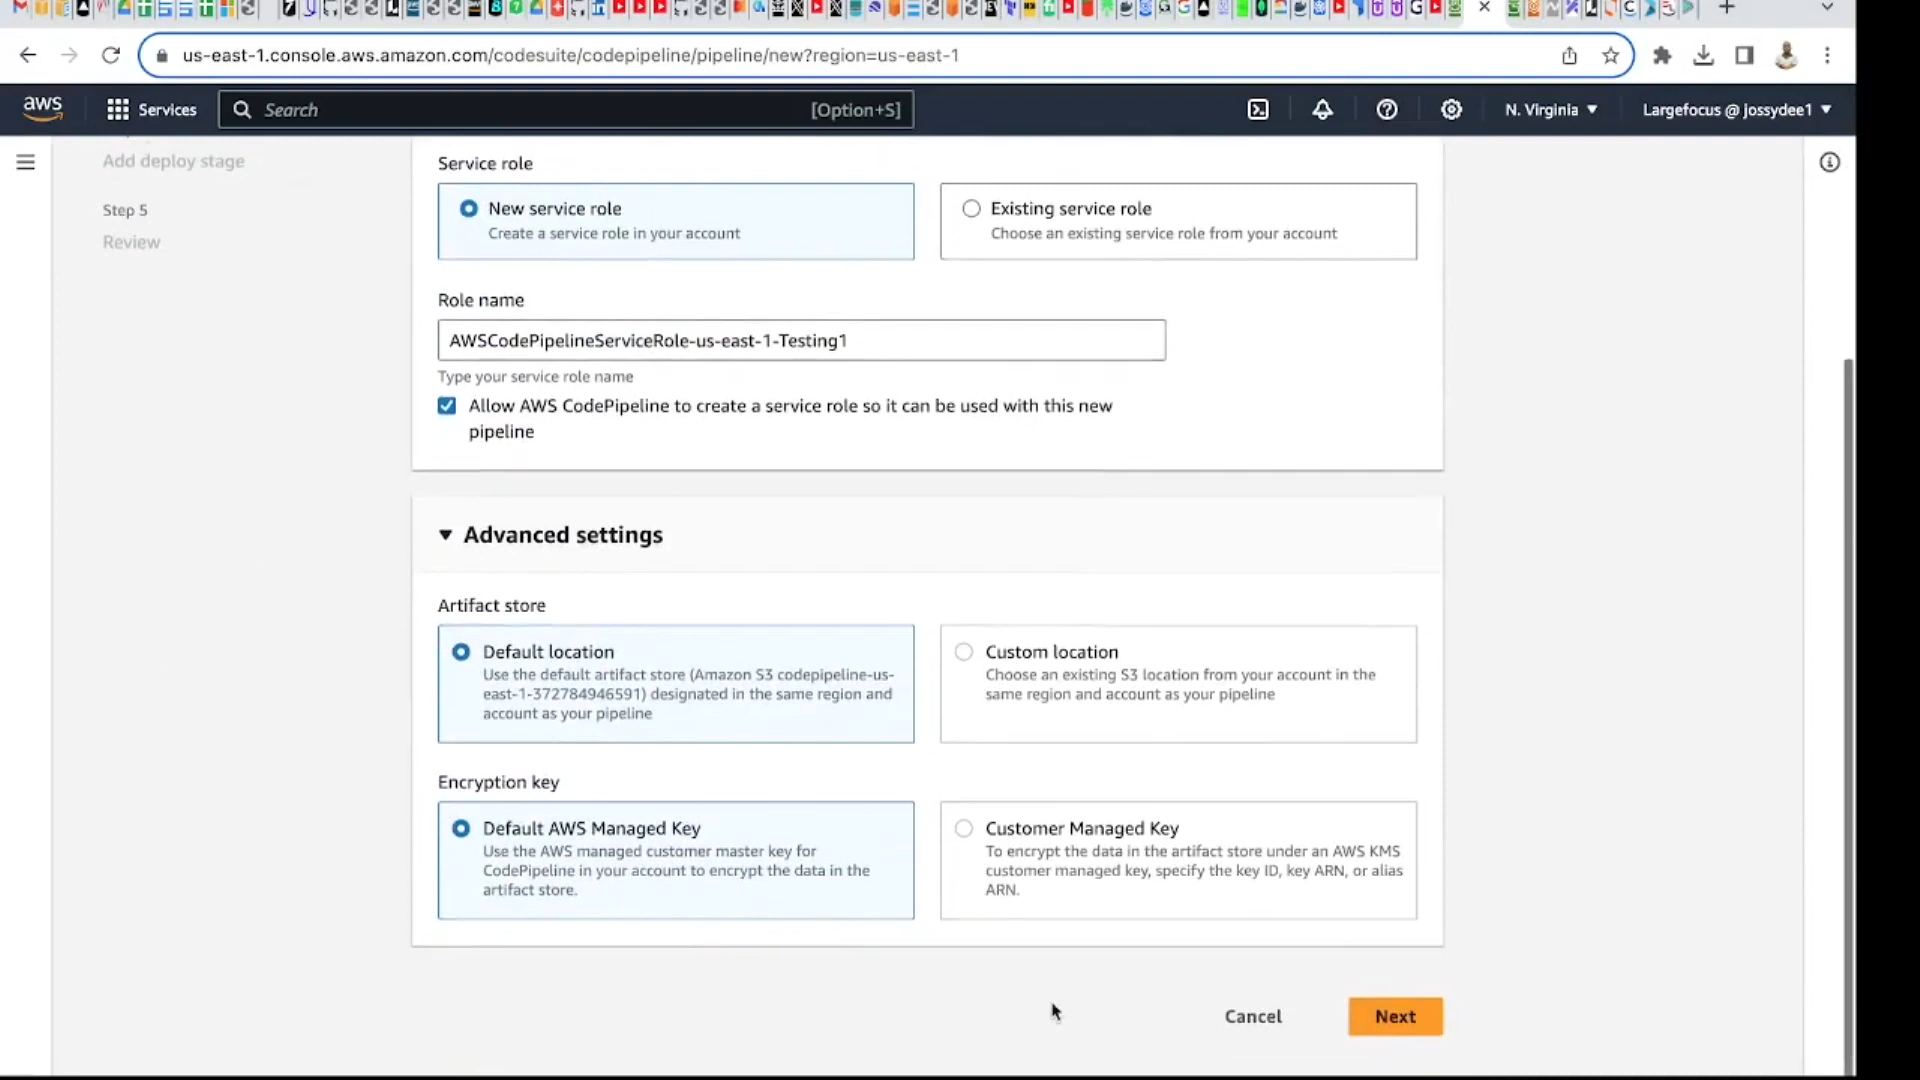 us-east-1.console.aws.amazon.com/codesuite/codepipeline/pipeline/new?region=us-east-1
aws
Services
Search
[Option+S]
N. Virginia
Largefocus @ jossydee1
Add deploy stage
Step 5
Review
Service role
New service role
Create a service role in your account
Existing service role
Choose an existing service role from your account
Role name
AWSCodePipelineServiceRole-us-east-1-Testing1
Type your service role name
Allow AWS CodePipeline to create a service role so it can be used with this new
pipeline
Advanced settings
Artifact store
Default location
Use the default artifact store (Amazon S3 codepipeline-us-
east-1-372784946591) designated in the same region and
account as your pipeline
Custom location
Choose an existing S3 location from your account in the
same region and account as your pipeline
Encryption key
Default AWS Managed Key
Use the AWS managed customer master key for
CodePipeline in your account to encrypt the data in the
artifact store.
Customer Managed Key
To encrypt the data in the artifact store under an AWS KMS
customer managed key, specify the key ID, key ARN, or alias
ARN.
Cancel
Next